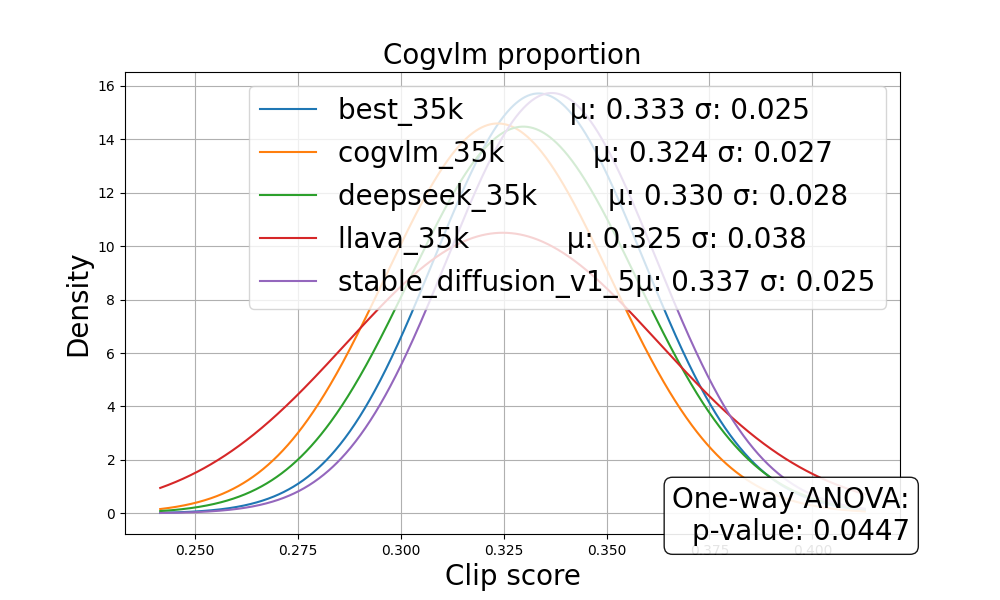 Cogvlm proportion
16
14
12
10
8
6
4
2
0
Density
best_35k μ: 0.333 σ: 0.025
cogvlm_35k μ: 0.324 σ: 0.027
deepseek_35k μ: 0.330 σ: 0.028
llava_35k μ: 0.325 σ: 0.038
stable_diffusion_v1_5μ: 0.337 σ: 0.025
One-way ANOVA:
p-value: 0.0447
0.250 0.275 0.300 0.325 0.350 0.375 0.400
Clip score